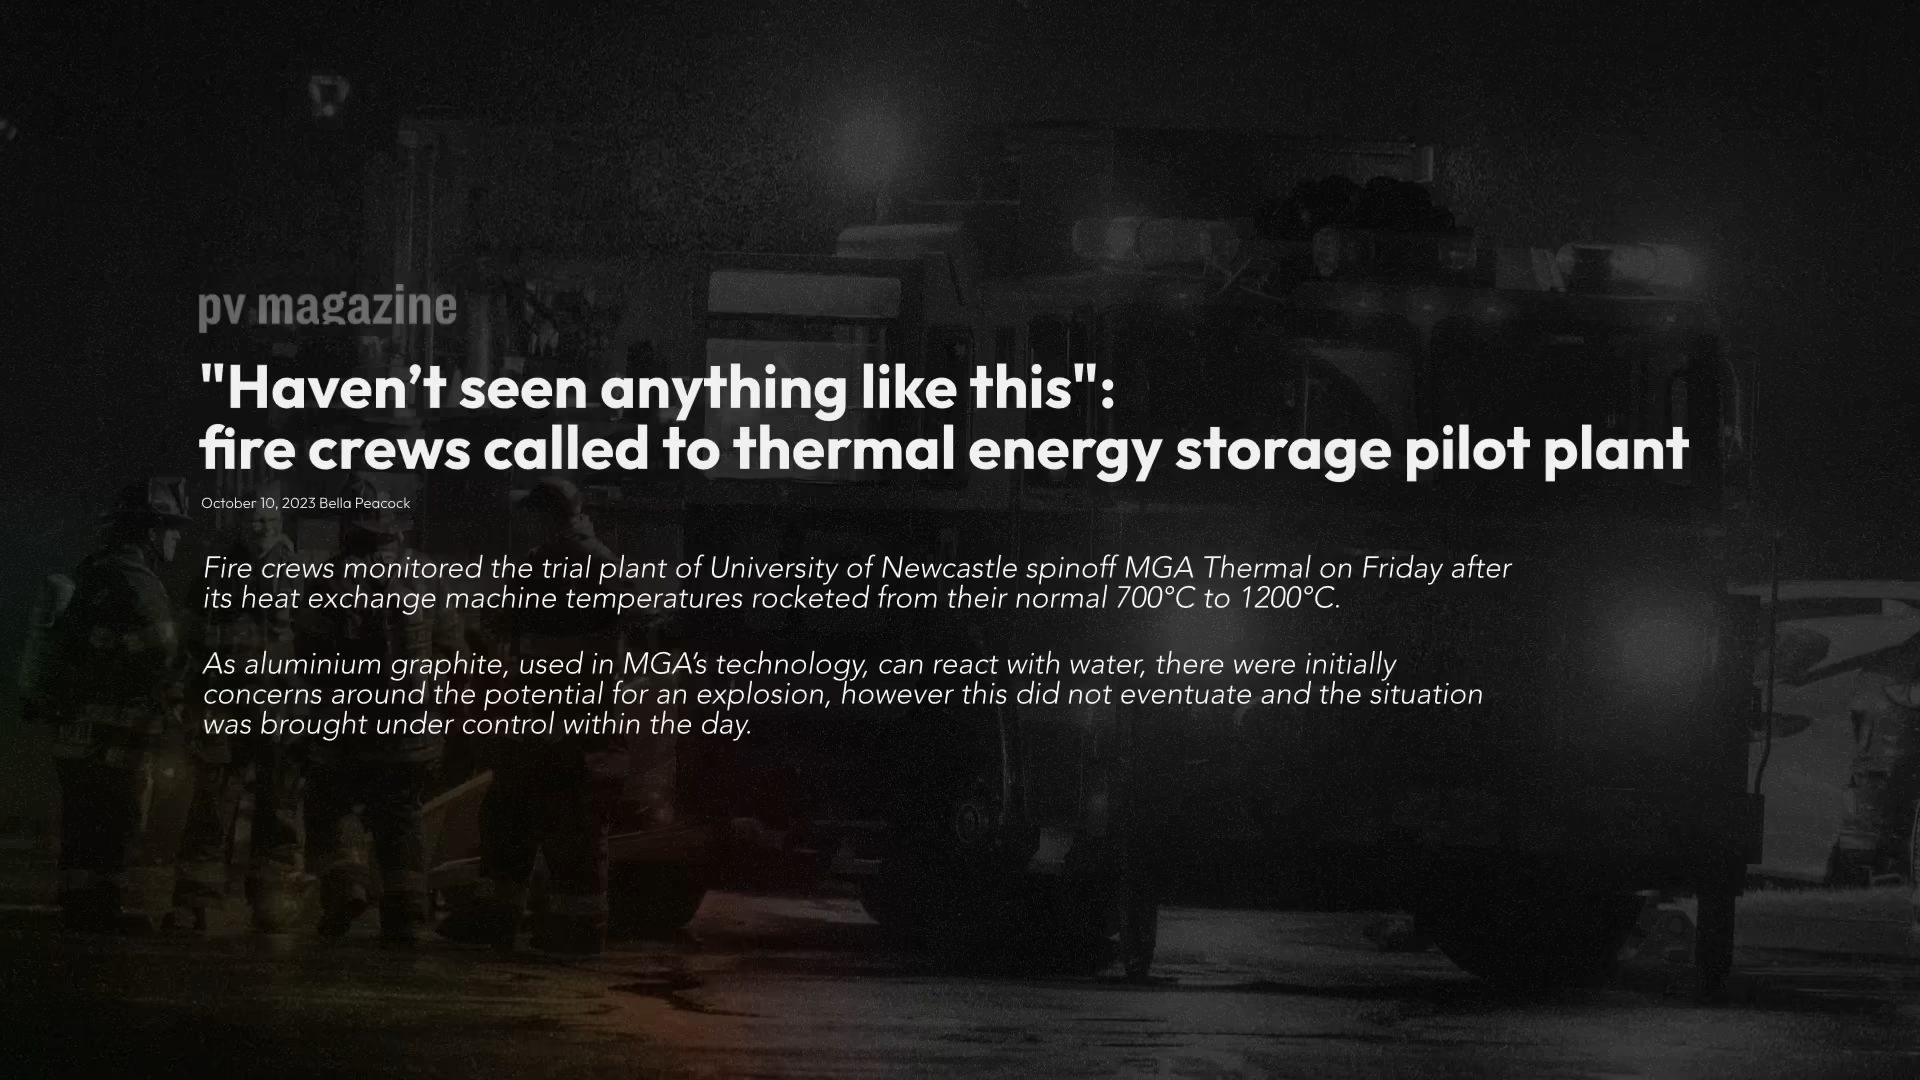 pv magazine
"Haven’t seen anything like this":
fire crews called to thermal energy storage pilot plant
October 10, 2023 Bella Peacock
Fire crews monitored the trial plant of University of Newcastle spinoff MGA Thermal on Friday after
its heat exchange machine temperatures rocketed from their normal 700°C to 1200°C.
As aluminium graphite, used in MGA’s technology, can react with water, there were initially
concerns around the potential for an explosion, however this did not eventuate and the situation
was brought under control within the day.